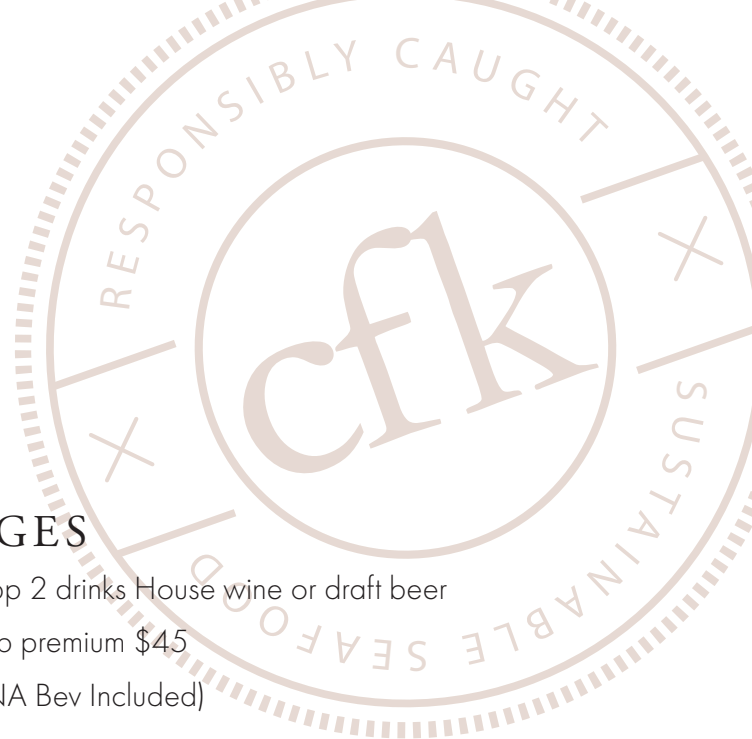 RESPONSIBLY CAUGHT
X
cfk
X
SUSTAINABLE SEAFOOD
GES
op 2 drinks House wine or draft beer
o premium $45
NA Bev Included)